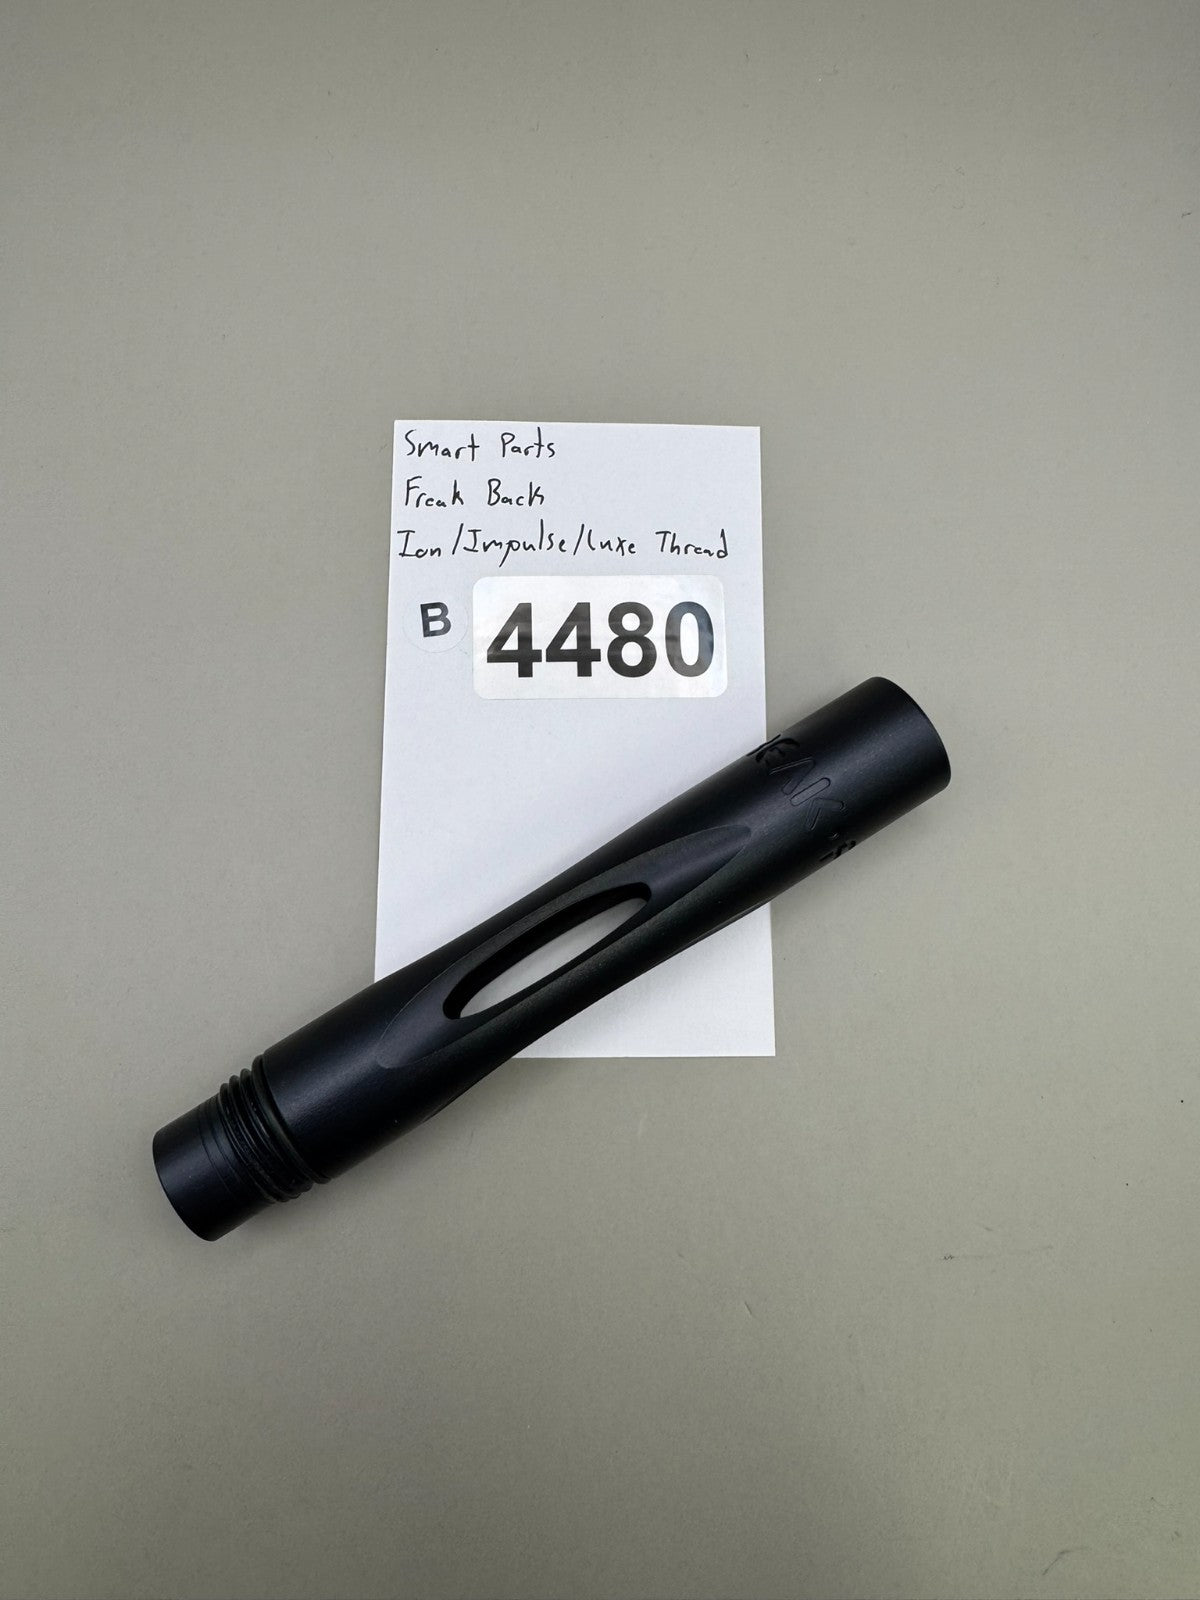 Smart Parts
Freak Back
Ion/Impulse/Luxe Thread
B 4480